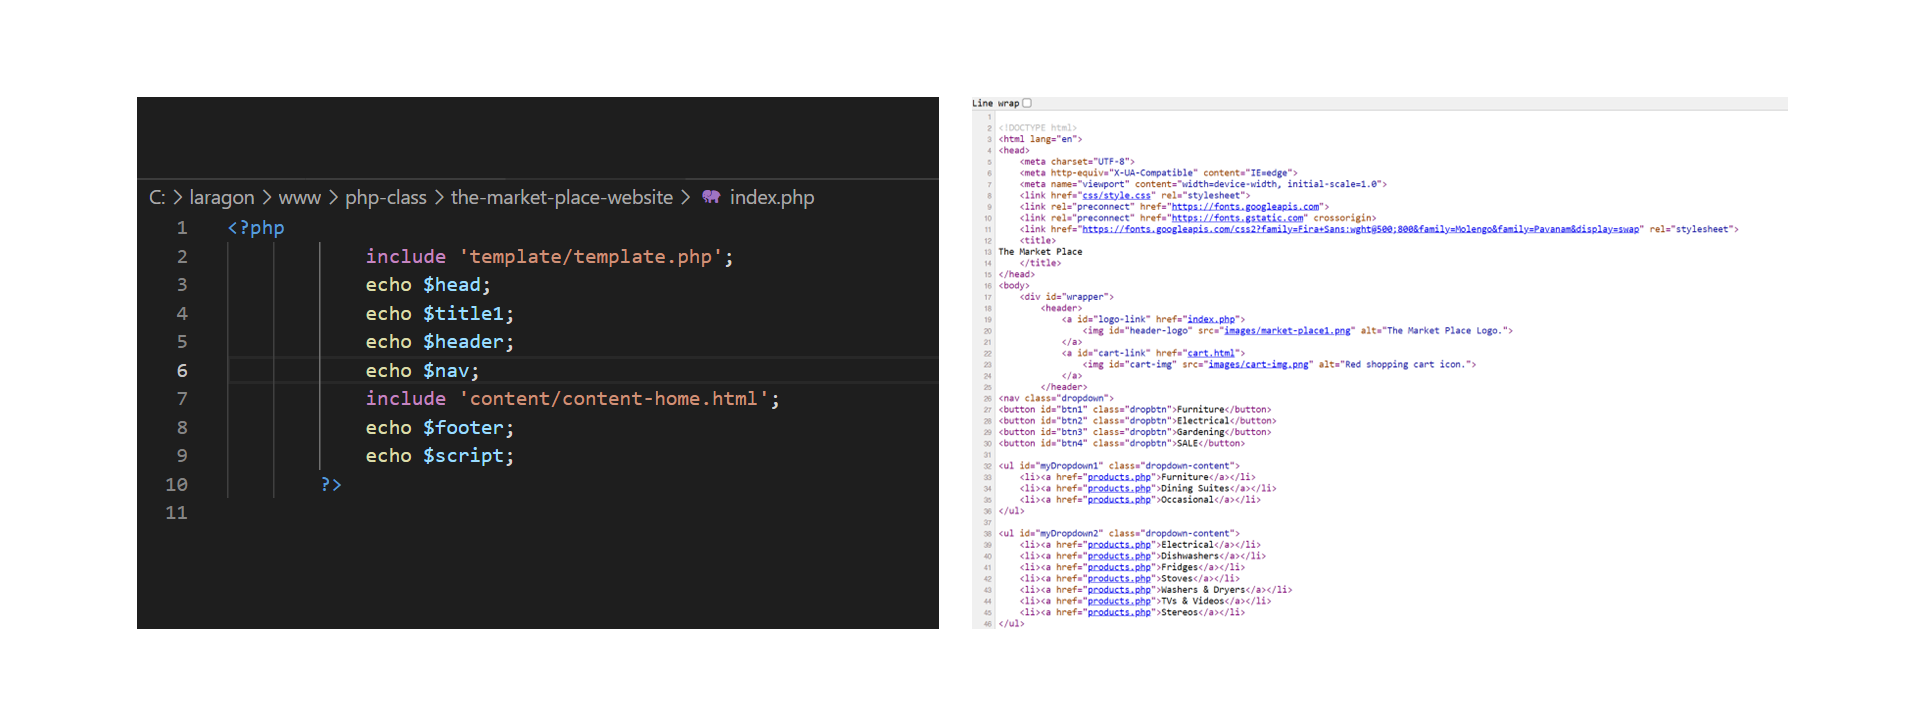 C: > laragon > www > php-class > the-market-place-website > index.php
1 <?php
2 include 'template/template.php';
3 echo $head;
4 echo $title1;
5 echo $header;
6 echo $nav;
7 include 'content/content-home.html';
8 echo $footer;
9 echo $script;
10 ?>
11
Line wrap
1
2 <!DOCTYPE html>
3 <html lang="en">
4 <head>
5 <meta charset="UTF-8">
6 <meta http-equiv="X-UA-Compatible" content="IE=edge">
7 <meta name="viewport" content="width=device-width, initial-scale=1.0">
8 <link href="css/style.css" rel="stylesheet">
9 <link rel="preconnect" href="https://fonts.googleapis.com">
10 <link rel="preconnect" href="https://fonts.gstatic.com" crossorigin>
11 <link href="https://fonts.googleapis.com/css2?family=Fira+Sans:wght@500;800&family=Molengo&family=Pavanam&display=swap" rel="stylesheet">
12 <title>
13 The Market Place
14 </title>
15 </head>
16 <body>
17 <div id="wrapper">
18 <header>
19 <a id="logo-link" href="index.php">
20 <img id="header-logo" src="images/market-place1.png" alt="The Market Place Logo.">
21 </a>
22 <a id="cart-link" href="cart.html">
23 <img id="cart-img" src="images/cart-img.png" alt="Red shopping cart icon.">
24 </a>
25 </header>
26 <nav class="dropdown">
27 <button id="btn1" class="dropbtn">Furniture</button>
28 <button id="btn2" class="dropbtn">Electrical</button>
29 <button id="btn3" class="dropbtn">Gardening</button>
30 <button id="btn4" class="dropbtn">SALE</button>
31
32 <ul id="myDropdown1" class="dropdown-content">
33 <li><a href="products.php">Furniture</a></li>
34 <li><a href="products.php">Dining Suites</a></li>
35 <li><a href="products.php">Occasional</a></li>
36 </ul>
37
38 <ul id="myDropdown2" class="dropdown-content">
39 <li><a href="products.php">Electrical</a></li>
40 <li><a href="products.php">Dishwashers</a></li>
41 <li><a href="products.php">Fridges</a></li>
42 <li><a href="products.php">Stoves</a></li>
43 <li><a href="products.php">Washers & Dryers</a></li>
44 <li><a href="products.php">TVs & Videos</a></li>
45 <li><a href="products.php">Stereos</a></li>
46 </ul>